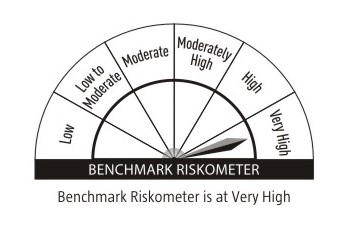 Low
Low to
Moderate
Moderate
Moderately
High
High
Very High
BENCHMARK RISKOMETER
Benchmark Riskometer is at Very High